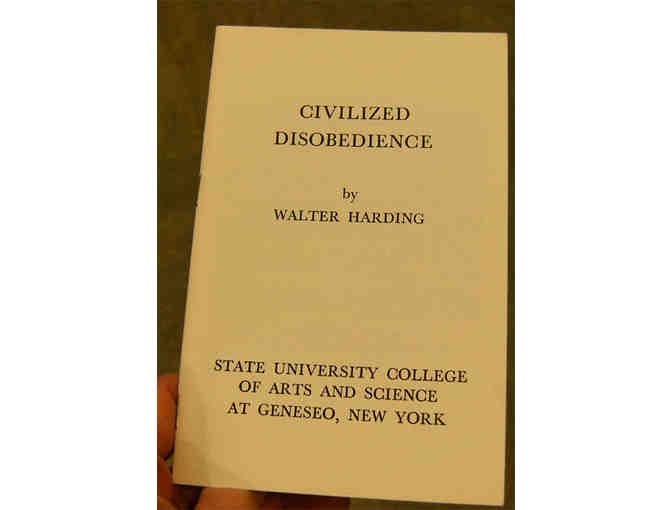 CIVILIZED
DISOBEDIENCE
by
WALTER HARDING
STATE UNIVERSITY COLLEGE
OF ARTS AND SCIENCE
AT GENESEO, NEW YORK